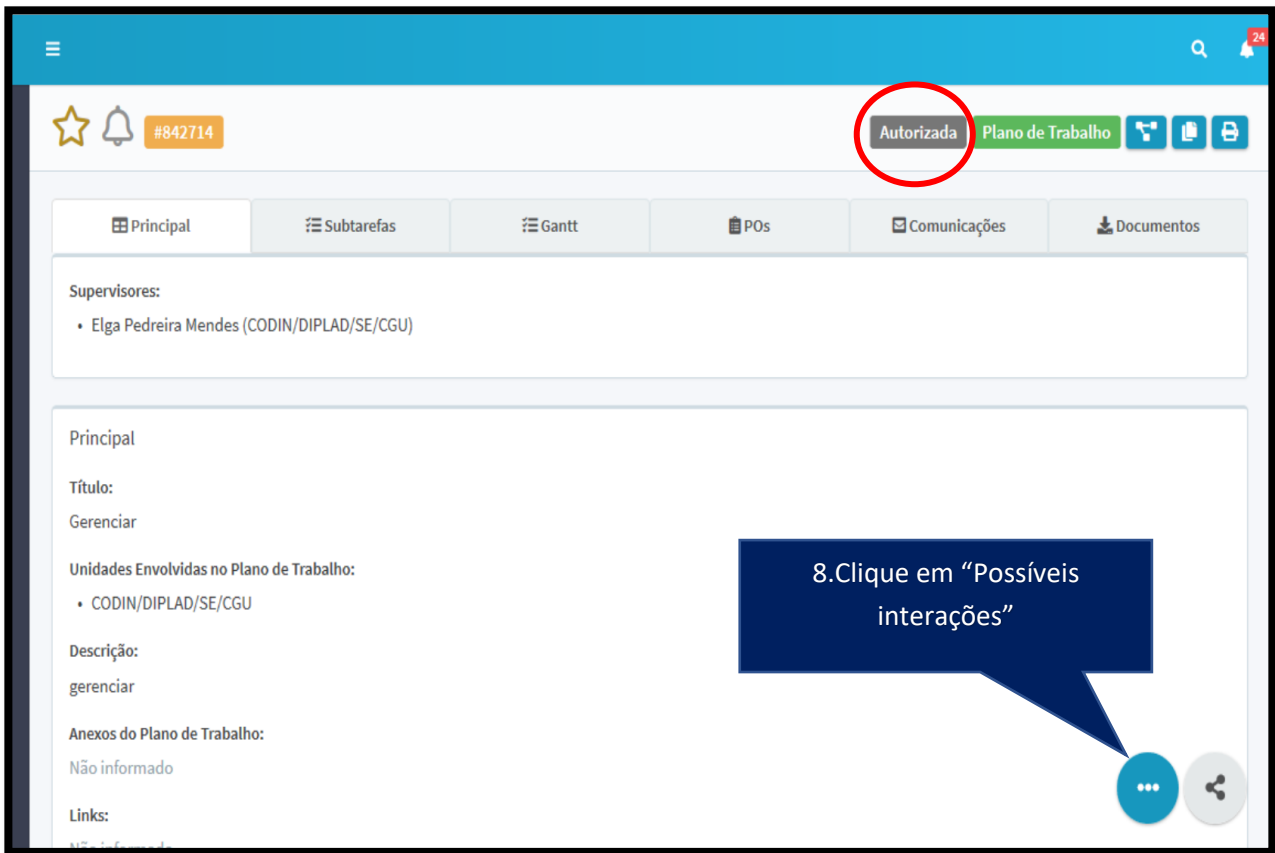 24
#842714
Autorizada Plano de Trabalho
Principal Subtarefas Gantt POs Comunicações Documentos
Supervisores:
• Elga Pedreira Mendes (CODIN/DIPLAD/SE/CGU)
Principal
Título:
Gerenciar
Unidades Envolvidas no Plano de Trabalho:
• CODIN/DIPLAD/SE/CGU
Descrição:
gerenciar
Anexos do Plano de Trabalho:
Não informado
Links:
Não informado
8.Clique em “Possíveis
interações”